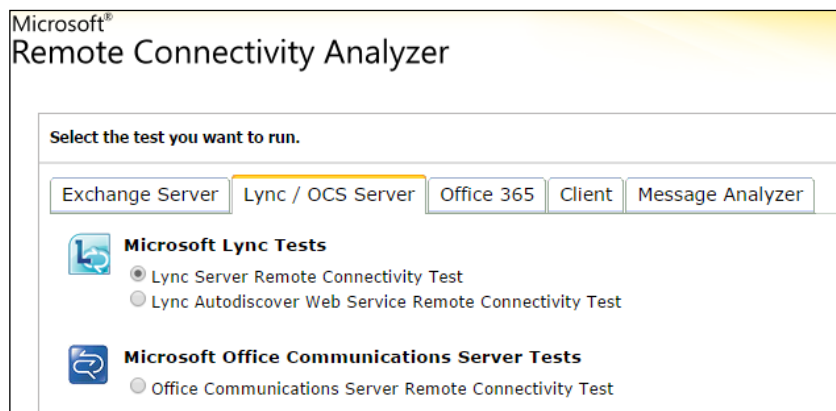 Microsoft®
Remote Connectivity Analyzer
Select the test you want to run.
Exchange Server Lync / OCS Server Office 365 Client Message Analyzer
Microsoft Lync Tests
Lync Server Remote Connectivity Test
Lync Autodiscover Web Service Remote Connectivity Test
Microsoft Office Communications Server Tests
Office Communications Server Remote Connectivity Test